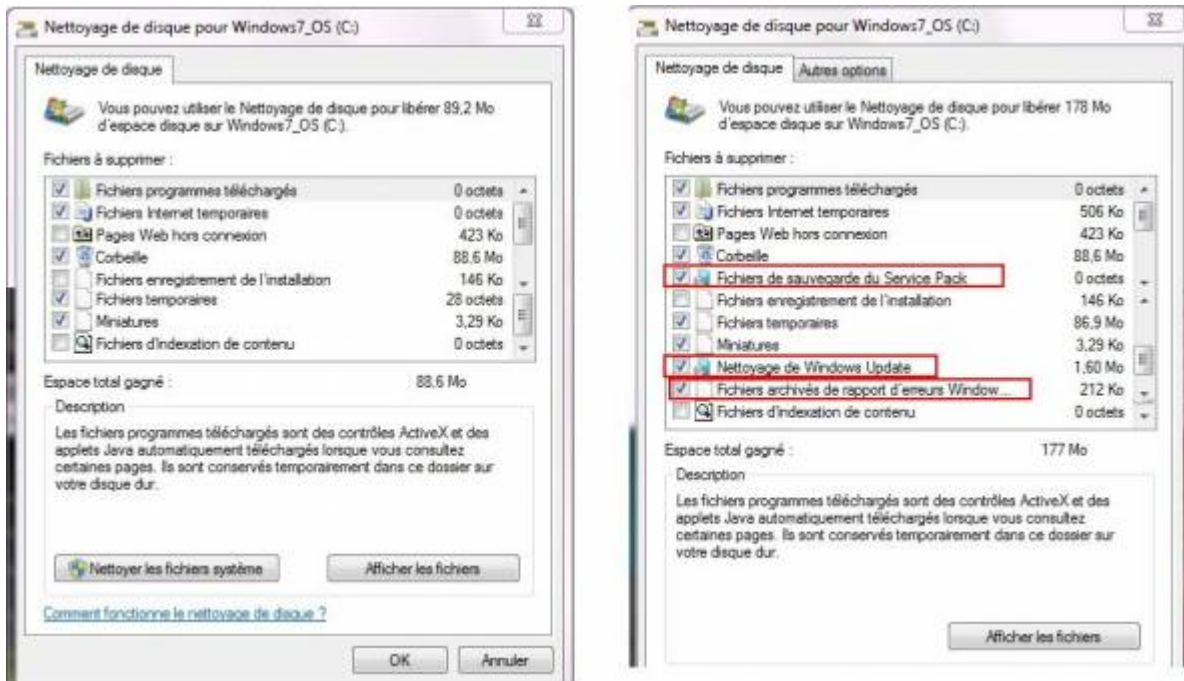 Nettoyage de disque pour Windows7_OS (C:)
Nettoyage de disque
Vous pouvez utiliser le Nettoyage de disque pour libérer 89,2 Mo
d'espace disque sur Windows7_OS (C:).
Fichiers à supprimer :
Fichiers programmes téléchargés 0 octets
Fichiers Internet temporaires 0 octets
Pages Web hors connexion 423 Ko
Corbeille 88,6 Mo
Fichiers enregistrement de l'installation 146 Ko
Fichiers temporaires 28 octets
Miniatures 3,29 Ko
Fichiers d'indexation de contenu 0 octets
Espace total gagné : 88,6 Mo
Description
Les fichiers programmes téléchargés sont des contrôles ActiveX et des
applets Java automatiquement téléchargés lorsque vous consultez
certaines pages. Ils sont conservés temporairement dans ce dossier sur
votre disque dur.
Nettoyer les fichiers système
Afficher les fichiers
Comment fonctionne le nettoyage de disque ?
OK
Annuler
Nettoyage de disque pour Windows7_OS (C:)
Nettoyage de disque
Autres options
Vous pouvez utiliser le Nettoyage de disque pour libérer 178 Mo
d'espace disque sur Windows7_OS (C:).
Fichiers à supprimer :
Fichiers programmes téléchargés 0 octets
Fichiers Internet temporaires 506 Ko
Pages Web hors connexion 423 Ko
Corbeille 88,6 Mo
Fichiers de sauvegarde du Service Pack 0 octets
Fichiers enregistrement de l'installation 146 Ko
Fichiers temporaires 86,9 Mo
Miniatures 3,29 Ko
Nettoyage de Windows Update 1,60 Mo
Fichiers archivés de rapport d'erreurs Window... 212 Ko
Fichiers d'indexation de contenu 0 octets
Espace total gagné : 177 Mo
Description
Les fichiers programmes téléchargés sont des contrôles ActiveX et des
applets Java automatiquement téléchargés lorsque vous consultez
certaines pages. Ils sont conservés temporairement dans ce dossier sur
votre disque dur.
Afficher les fichiers